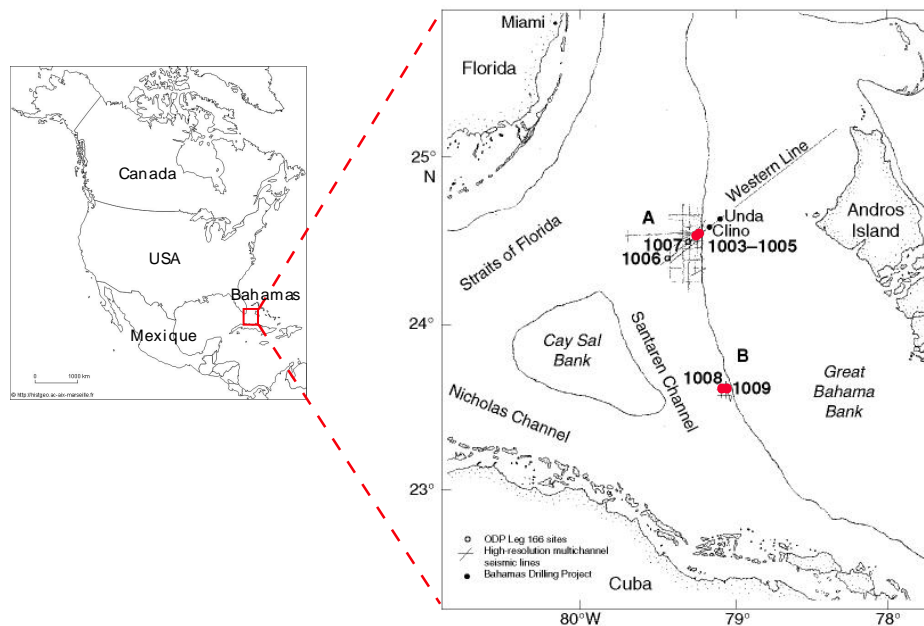 Canada
USA
Bahamas
Mexique
0 1000 km
© http://histgeo.ac-aix-marseille.fr
Miami
Florida
25°
N
Western Line
A
Unda
Clino
Andros
Island
1007
1003–1005
1006
Straits of Florida
24°
Cay Sal
Bank
Santaren Channel
B
1008
1009
Great
Bahama
Bank
Nicholas Channel
23°
ODP Leg 166 sites
High-resolution multichannel
seismic lines
Bahamas Drilling Project
Cuba
80°W
79°
78°